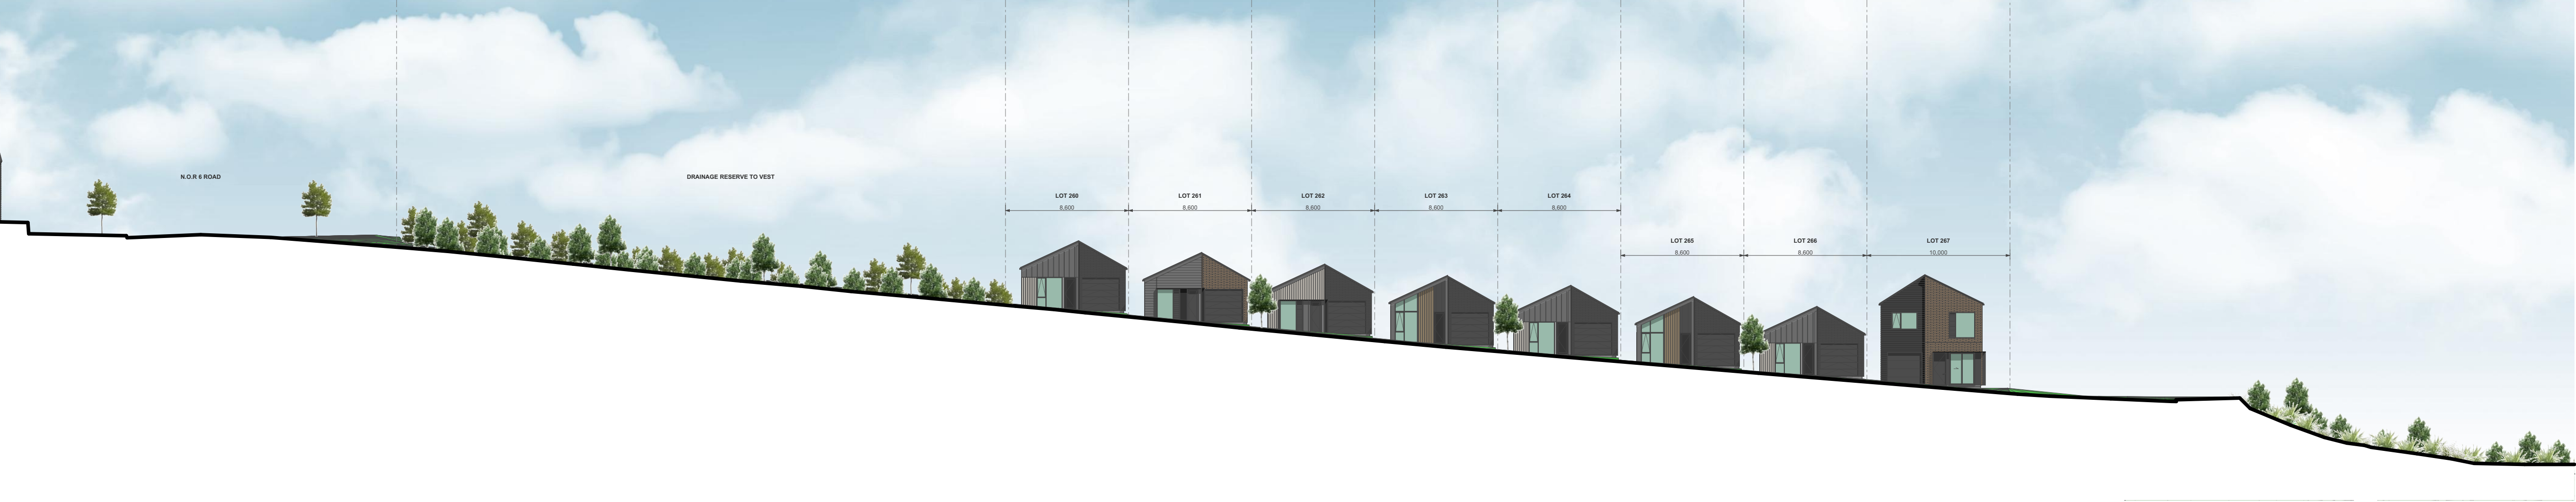 N.O.R 6 ROAD
DRAINAGE RESERVE TO VEST
LOT 260
8,600
LOT 261
8,600
LOT 262
8,600
LOT 263
8,600
LOT 264
8,600
LOT 265
8,600
LOT 266
8,600
LOT 267
10,000